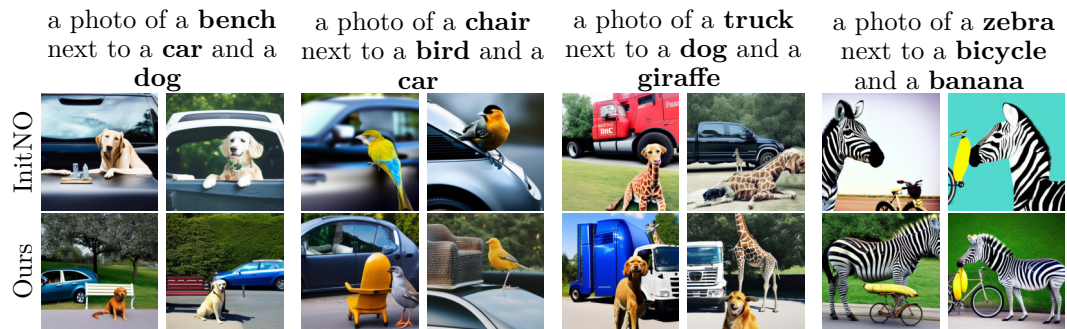 a photo of a bench
next to a car and a
dog
a photo of a chair
next to a bird and a
car
a photo of a truck
next to a dog and a
giraffe
a photo of a zebra
next to a bicycle
and a banana
InitNO
Ours